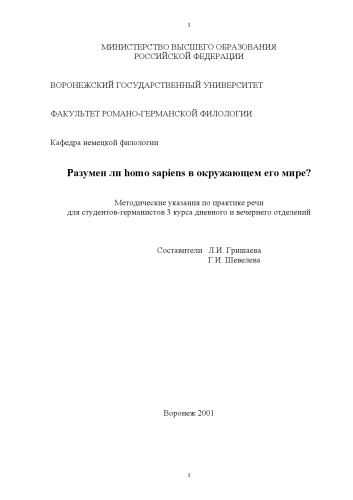 1
МИНИСТЕРСТВО ВЫСШЕГО ОБРАЗОВАНИЯ
РОССИЙСКОЙ ФЕДЕРАЦИИ
ВОРОНЕЖСКИЙ ГОСУДАРСТВЕННЫЙ УНИВЕРСИТЕТ
ФАКУЛЬТЕТ РОМАНО-ГЕРМАНСКОЙ ФИЛОЛОГИИ
Кафедра немецкой филологии
Разумен ли homo sapiens в окружающем его мире?
Методические указания по практике речи
для студентов-германистов 3 курса дневного и вечернего отделений
Составители Л.И. Гришаева
Г.И. Шевелева
Воронеж 2001
1